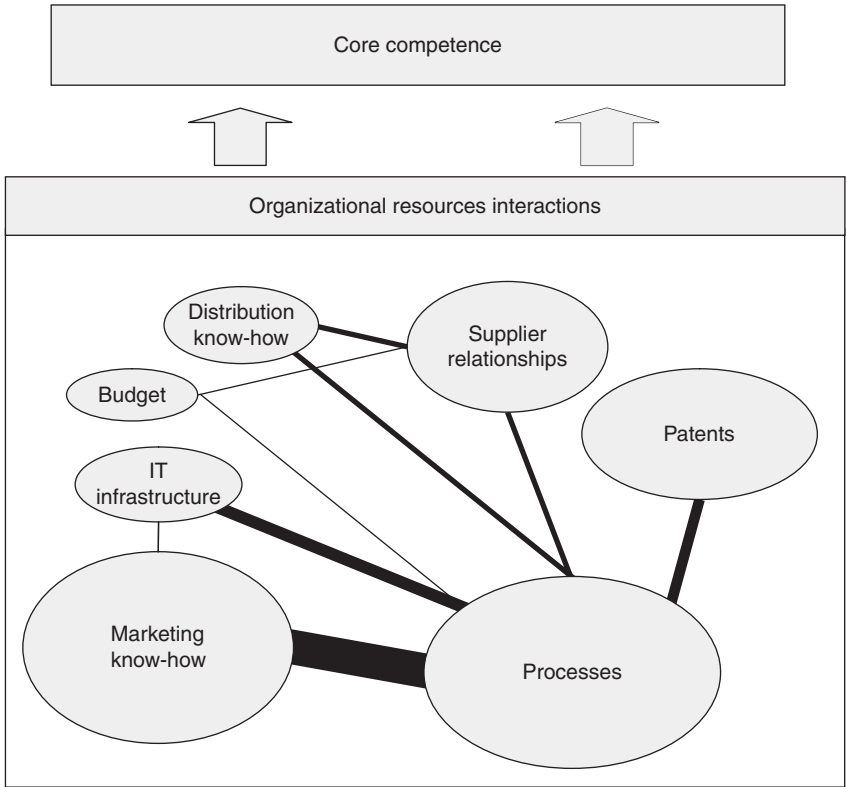 Core competence
Organizational resources interactions
Distribution
know-how
Supplier
relationships
Budget
Patents
IT
infrastructure
Marketing
know-how
Processes